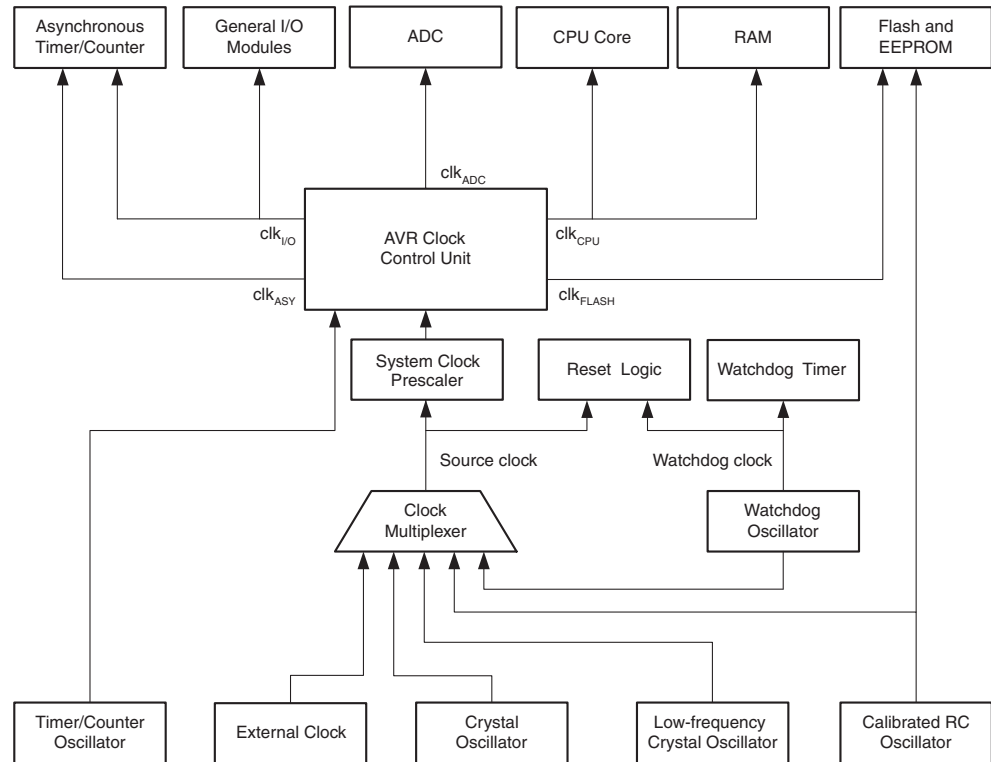 Asynchronous
Timer/Counter
General I/O
Modules
ADC
CPU Core
RAM
Flash and
EEPROM
clkADC
clkI/O
AVR Clock
Control Unit
clkCPU
clkASY
clkFLASH
System Clock
Prescaler
Reset Logic
Watchdog Timer
Source clock
Watchdog clock
Clock
Multiplexer
Watchdog
Oscillator
Timer/Counter
Oscillator
External Clock
Crystal
Oscillator
Low-frequency
Crystal Oscillator
Calibrated RC
Oscillator